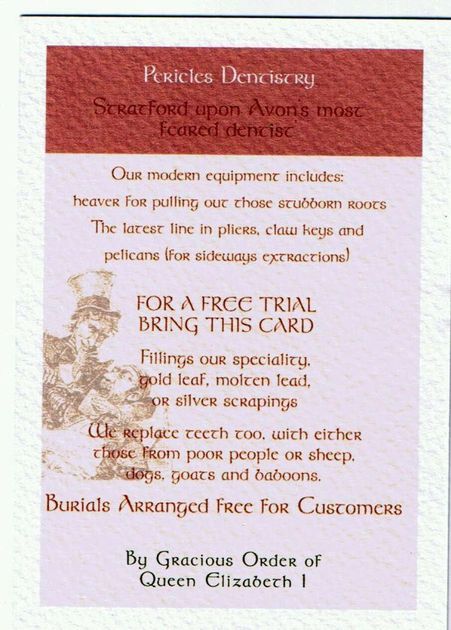 Pericles Dentistry
Stratford upon Avon's most
feared dentist
Our modern equipment includes:
heaver for pulling out those stubborn roots
The latest line in pliers, claw keys and
pelicans (for sideways extractions)
FOR A FREE TRIAL
BRING THIS CARD
Fillings our speciality,
gold leaf, molten lead,
or silver scrapings
We replace teeth too, with either
those from poor people or sheep,
dogs, goats and baboons.
Burials Arranged Free for Customers
By Gracious Order of
Queen Elizabeth I